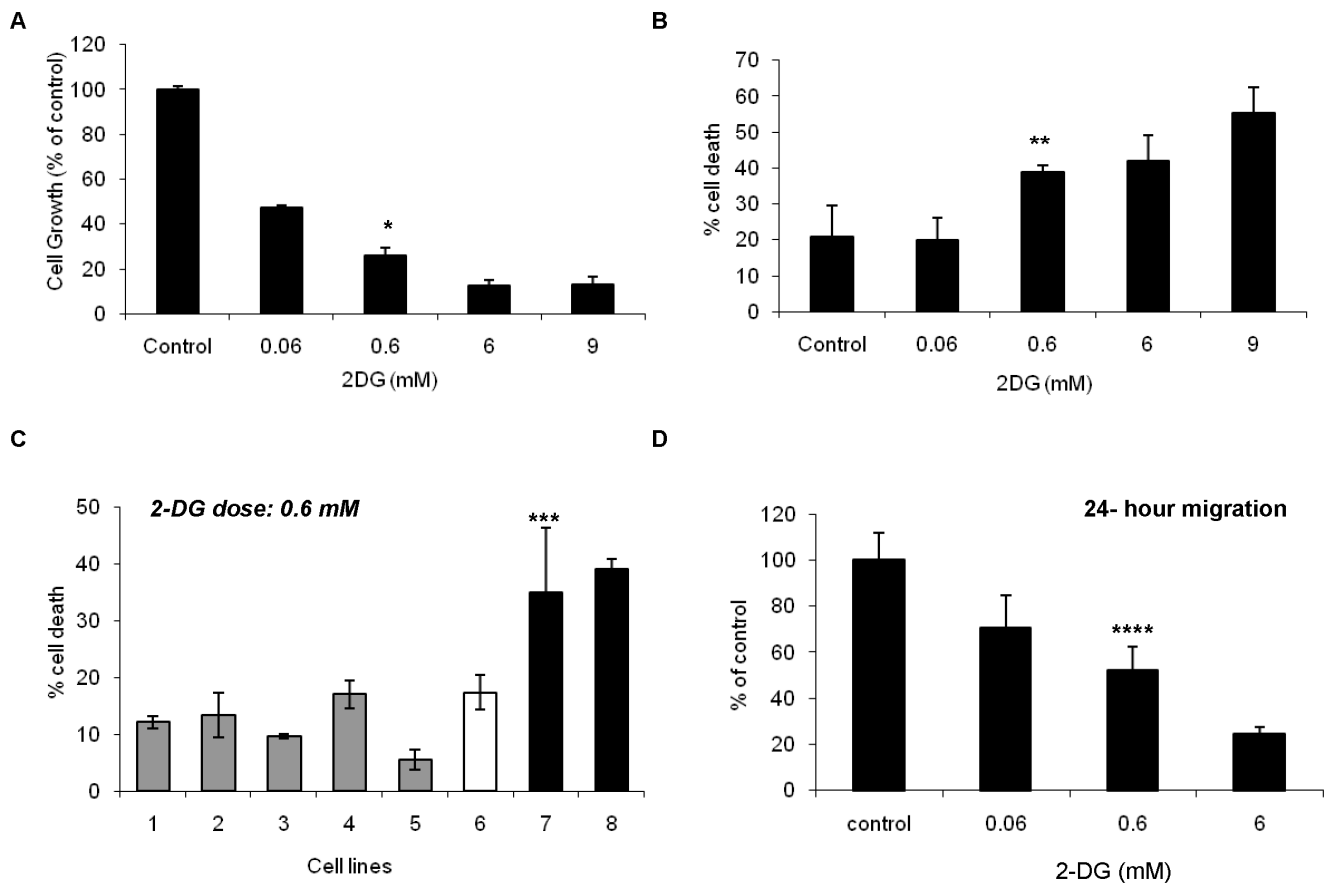 A
Cell Growth (% of control)
120
100
80
60
40
20
0
*
Control 0.06 0.6 6 9
2DG (mM)
B
% cell death
70
60
50
40
30
20
10
0
**
Control 0.06 0.6 6 9
2DG (mM)
C
2-DG dose: 0.6 mM
% cell death
50
40
30
20
10
0
***
1 2 3 4 5 6 7 8
Cell lines
D
24- hour migration
% of control
120
100
80
60
40
20
0
****
control 0.06 0.6 6
2-DG (mM)